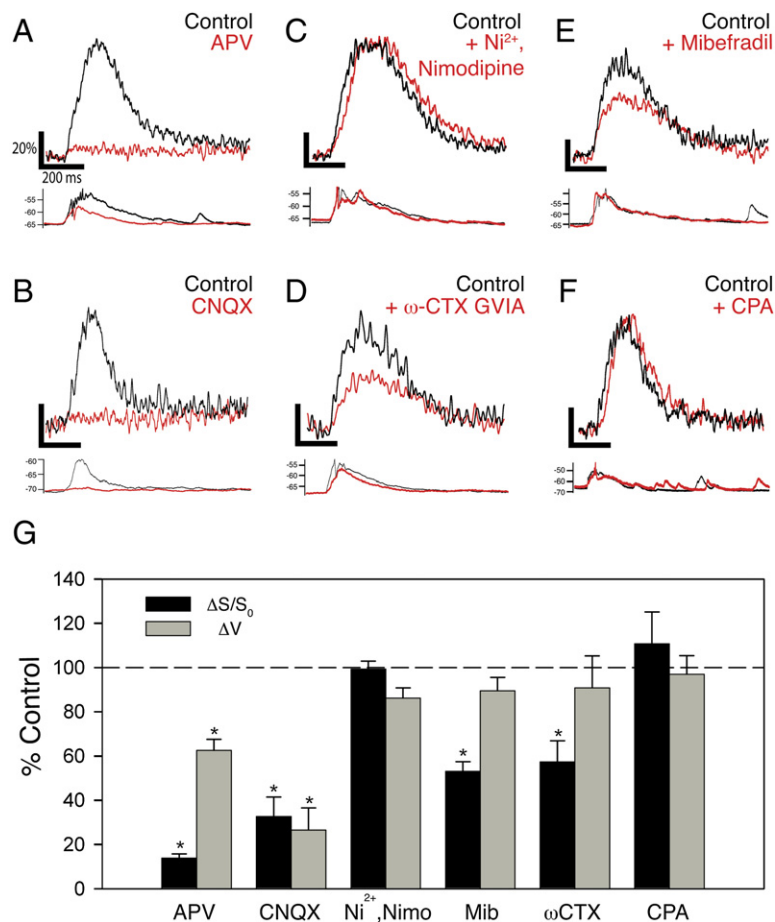 A
Control
APV
20%
200 ms
-55
-60
-65
C
Control
+ Ni²⁺,
Nimodipine
-55
-60
-65
E
Control
+ Mibefradil
-55
-60
-65
B
Control
CNQX
-60
-70
D
Control
+ ω-CTX GVIA
-55
-60
-65
F
Control
+ CPA
-50
-60
-70
G
% Control
140
120
100
80
60
40
20
0
ΔS/S₀
ΔV
* * * * * *
APV CNQX Ni²⁺,Nimo Mib ωCTX CPA